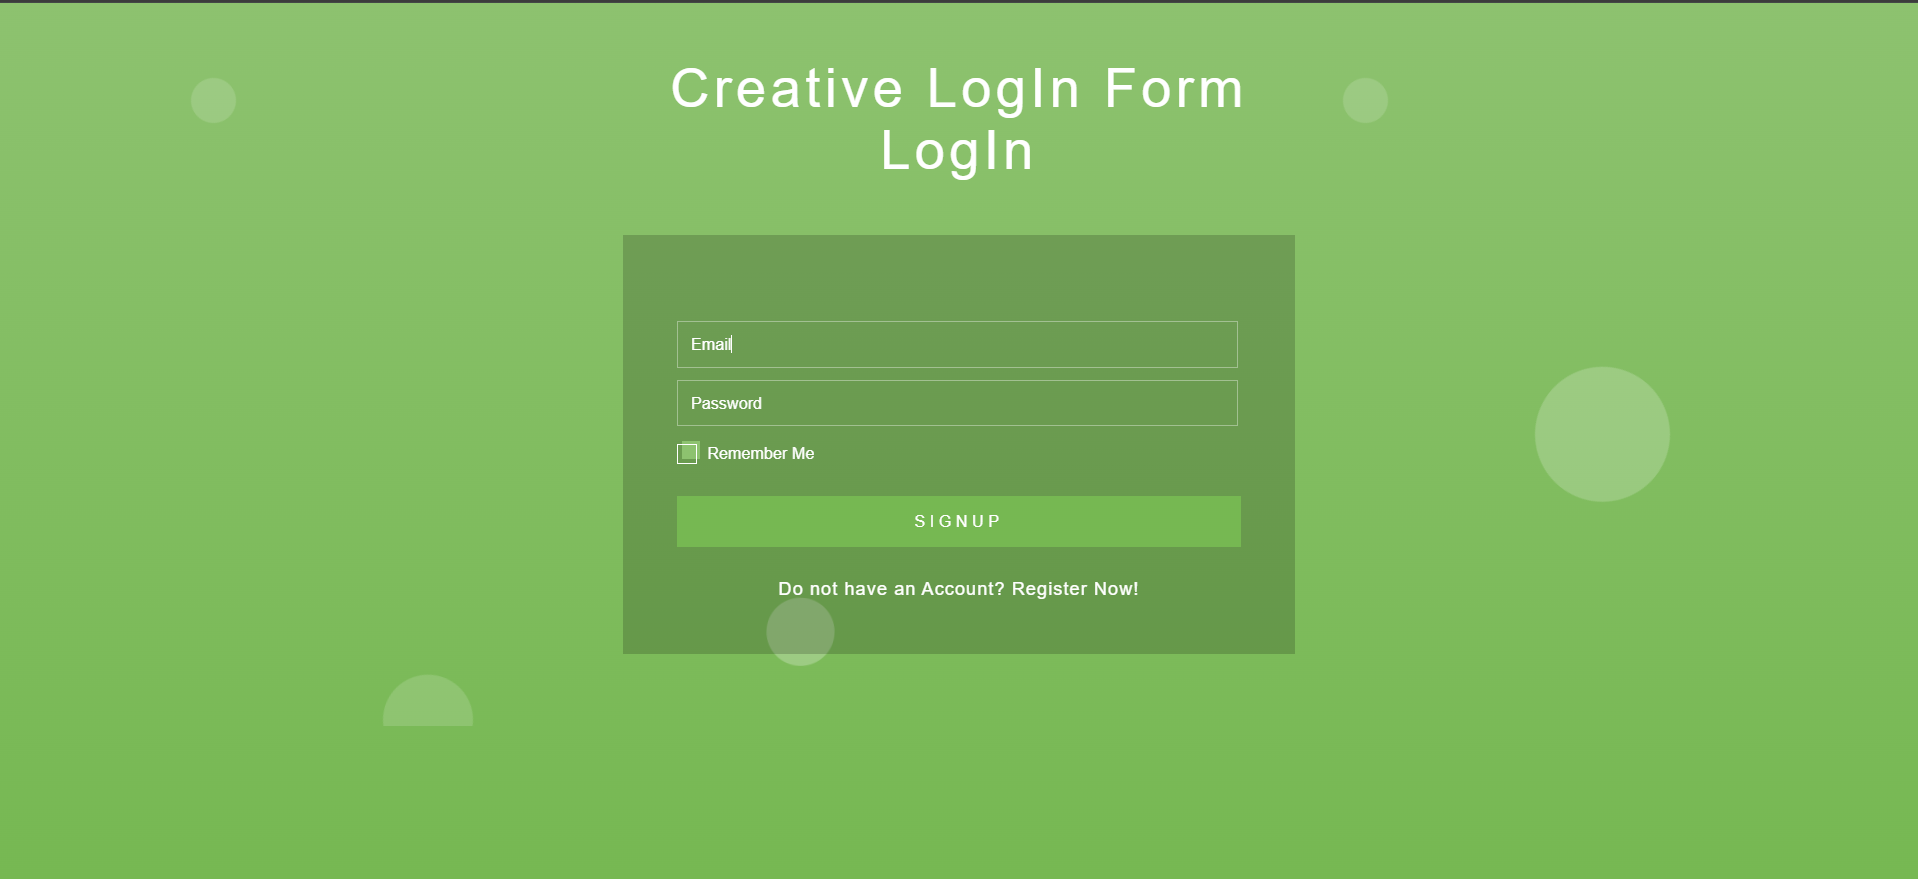 Creative LogIn Form
LogIn
Email
Password
Remember Me
SIGNUP
Do not have an Account? Register Now!